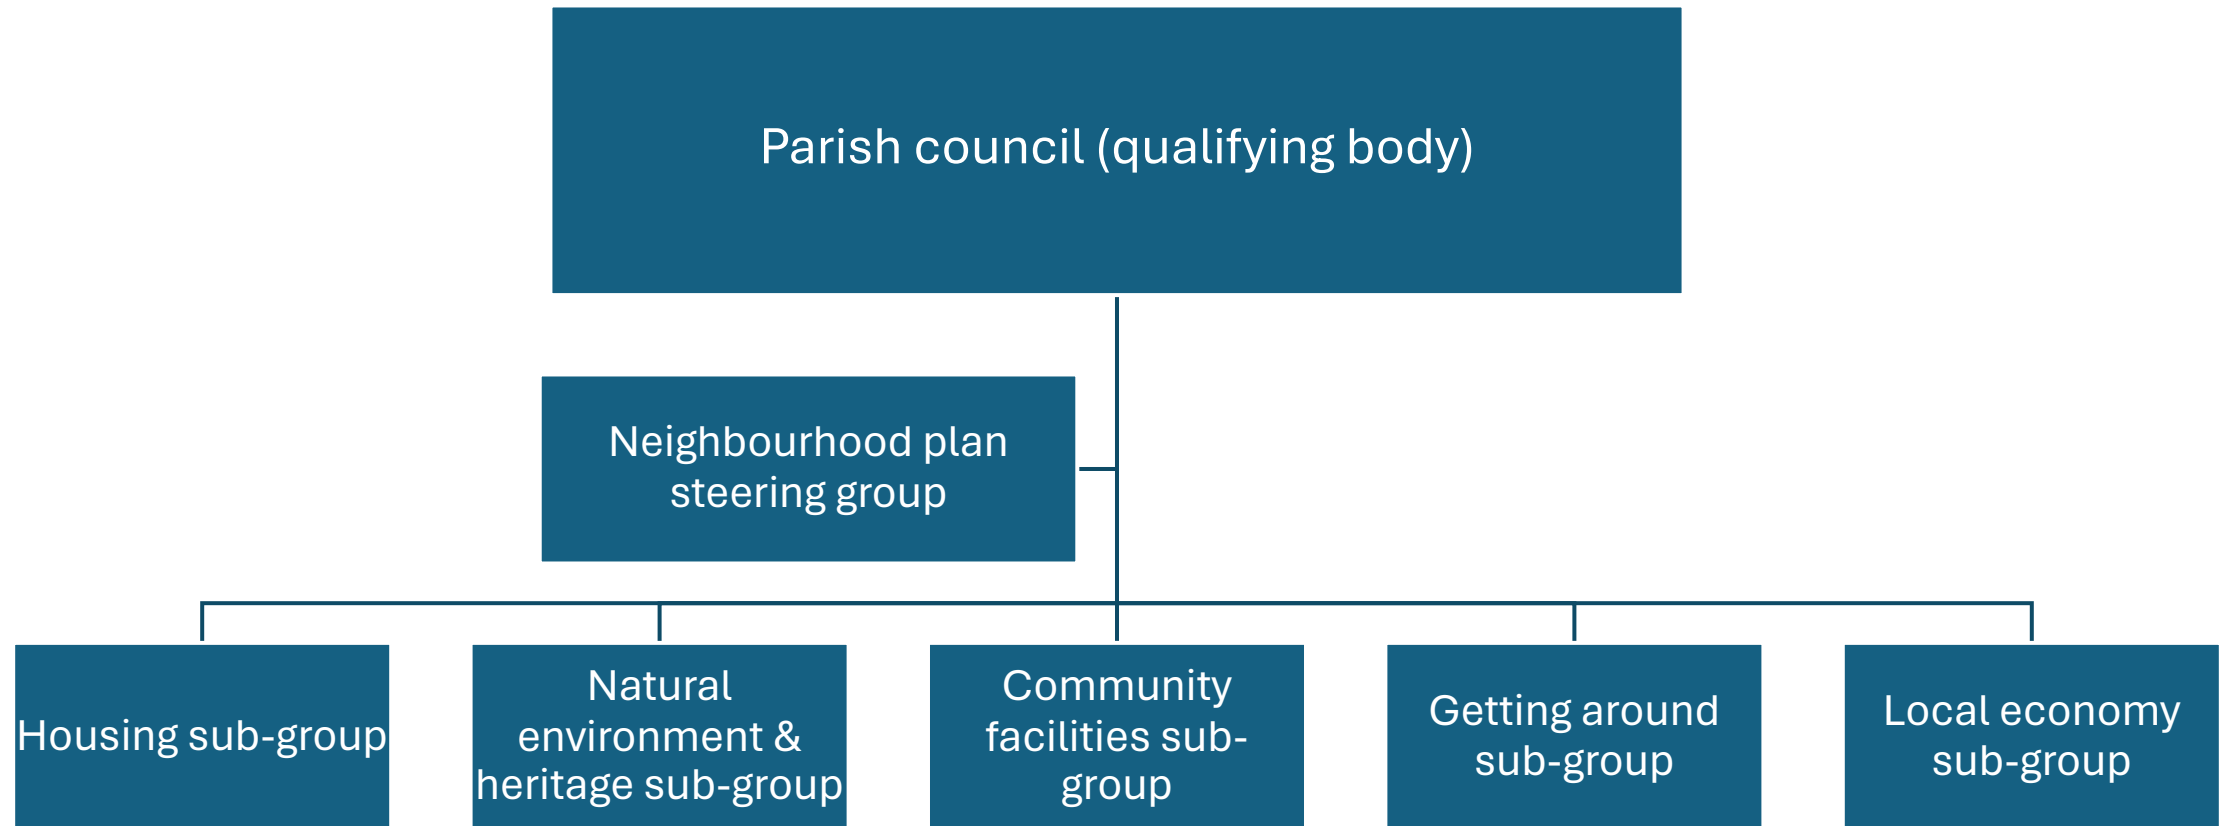 Parish council (qualifying body)
Neighbourhood plan
steering group
Housing sub-group
Natural
environment &
heritage sub-group
Community
facilities sub-
group
Getting around
sub-group
Local economy
sub-group